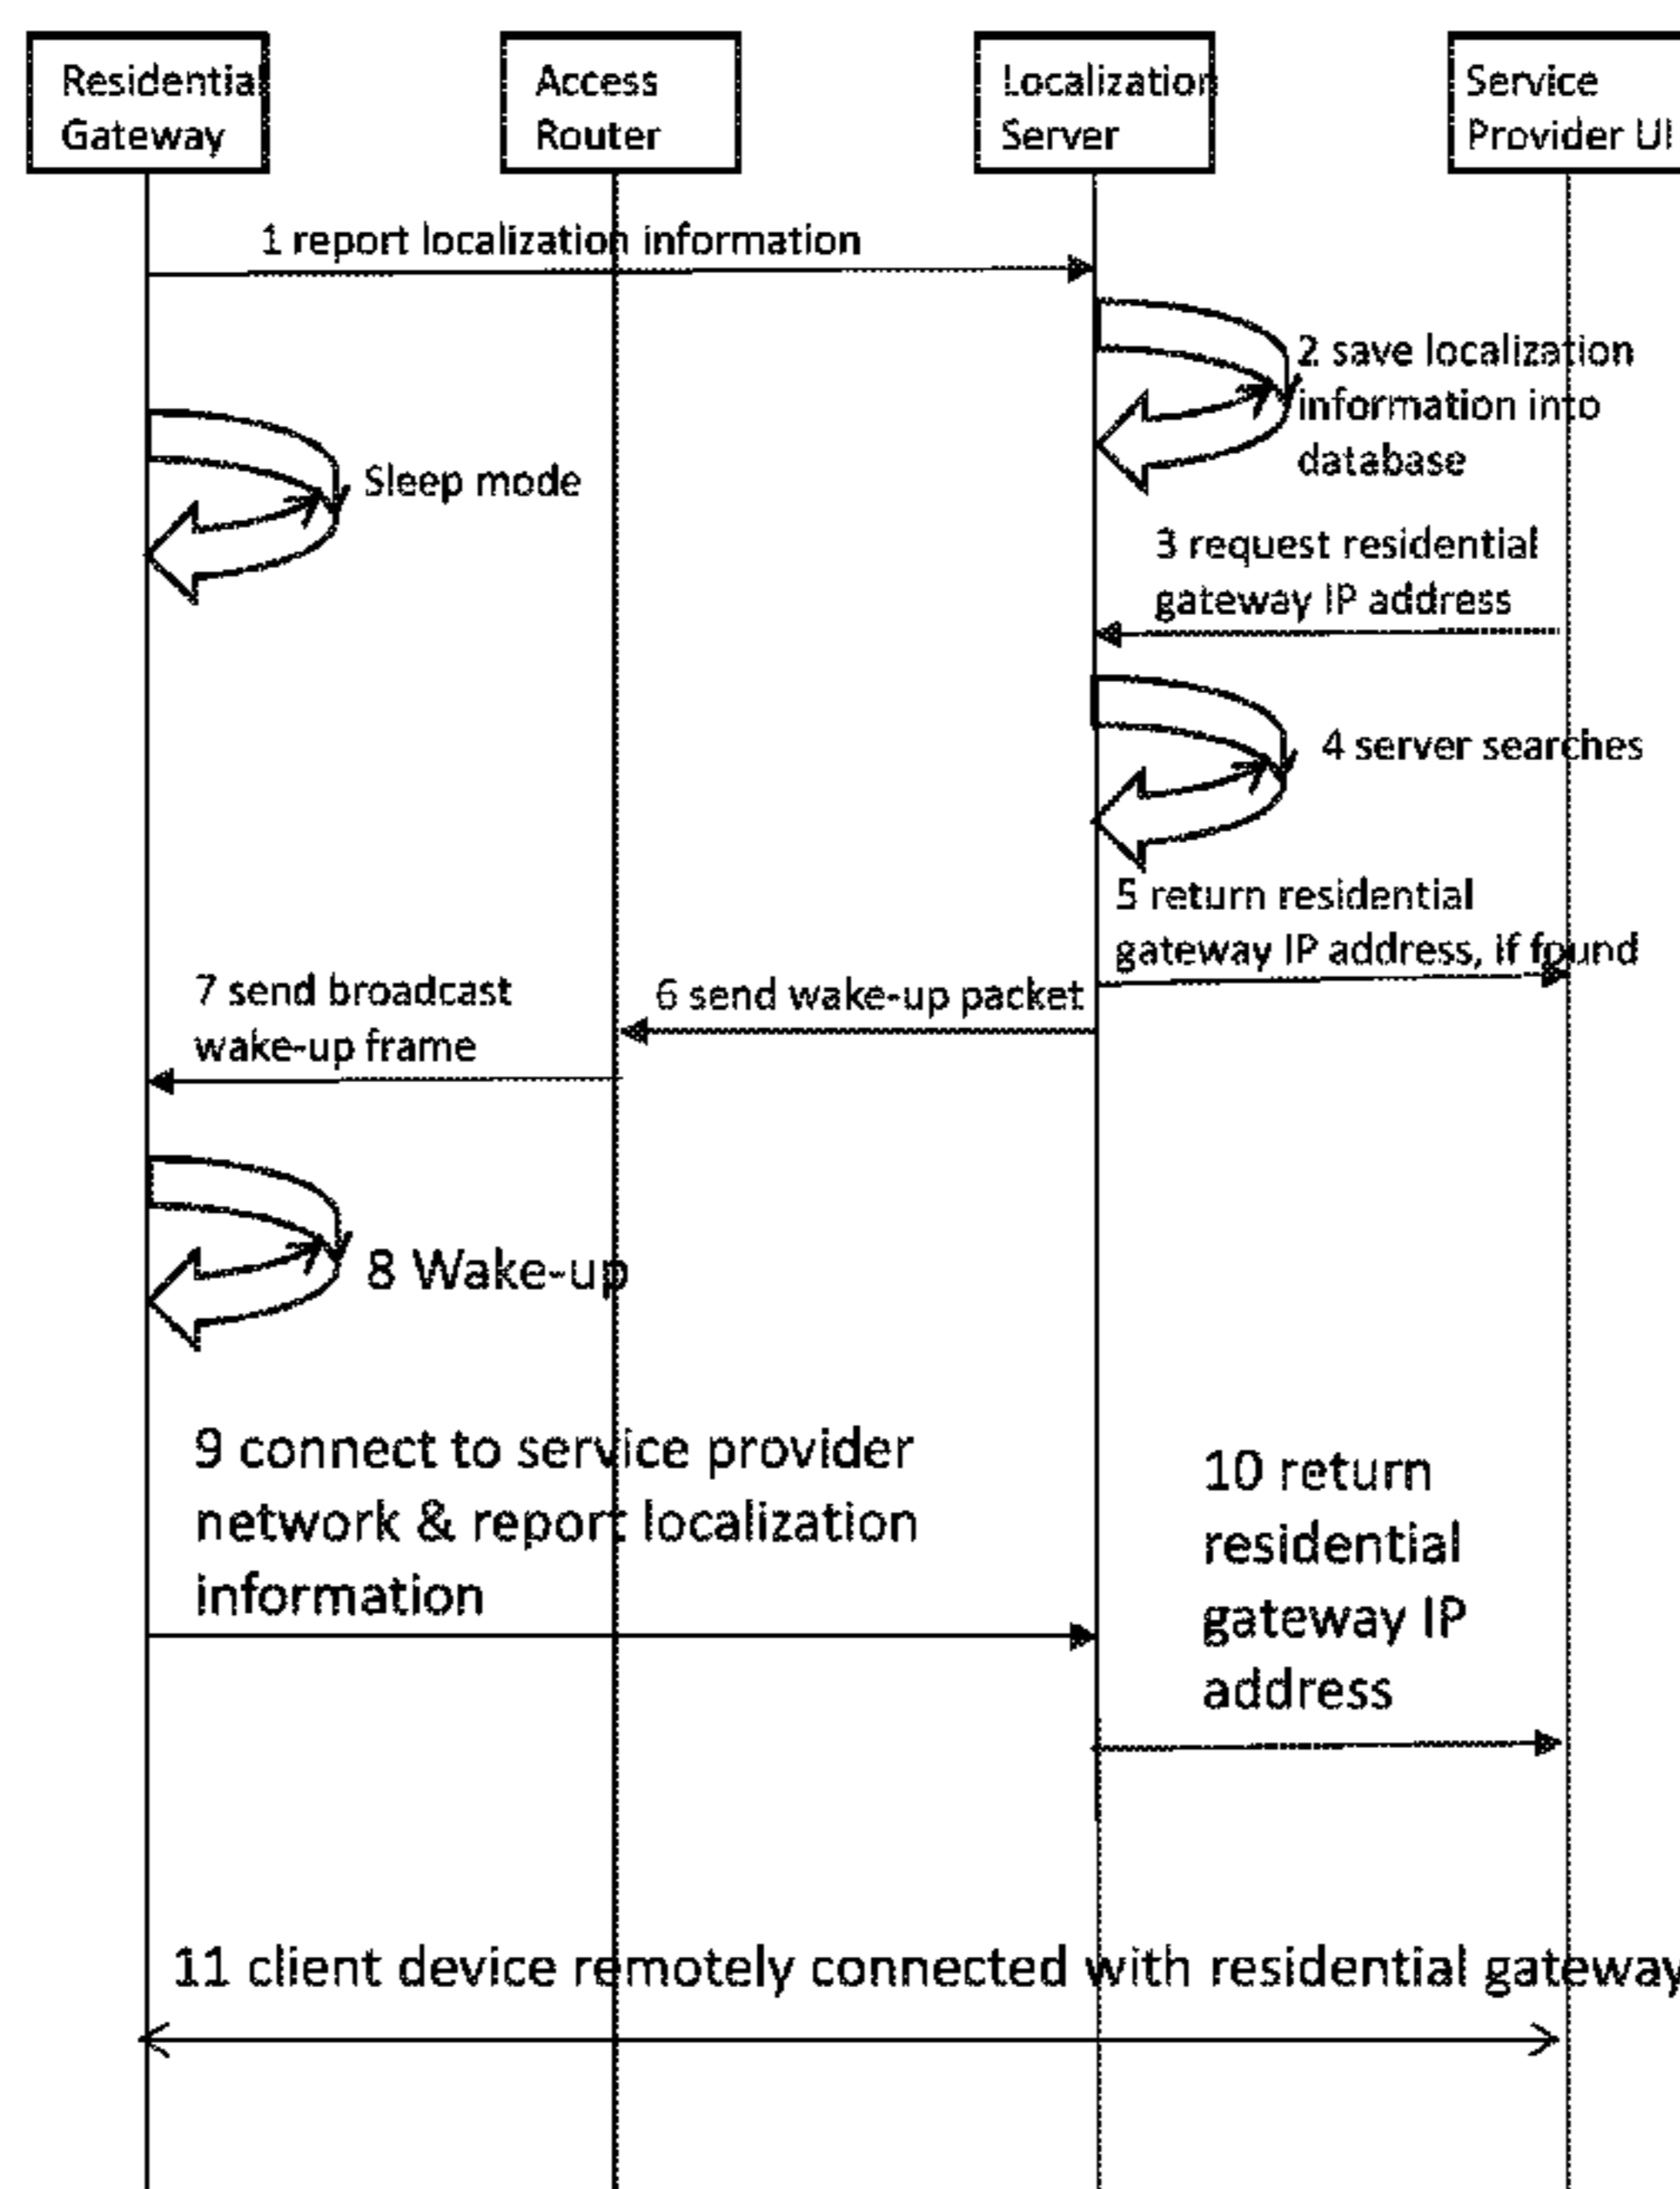 Residential
Gateway
Access
Router
Localization
Server
Service
Provider UI
1 report localization information
2 save localization
information into
database
Sleep mode
3 request residential
gateway IP address
4 server searches
5 return residential
gateway IP address, if found
7 send broadcast
wake-up frame
6 send wake-up packet
8 Wake-up
9 connect to service provider
network & report localization
information
10 return
residential
gateway IP
address
11 client device remotely connected with residential gateway